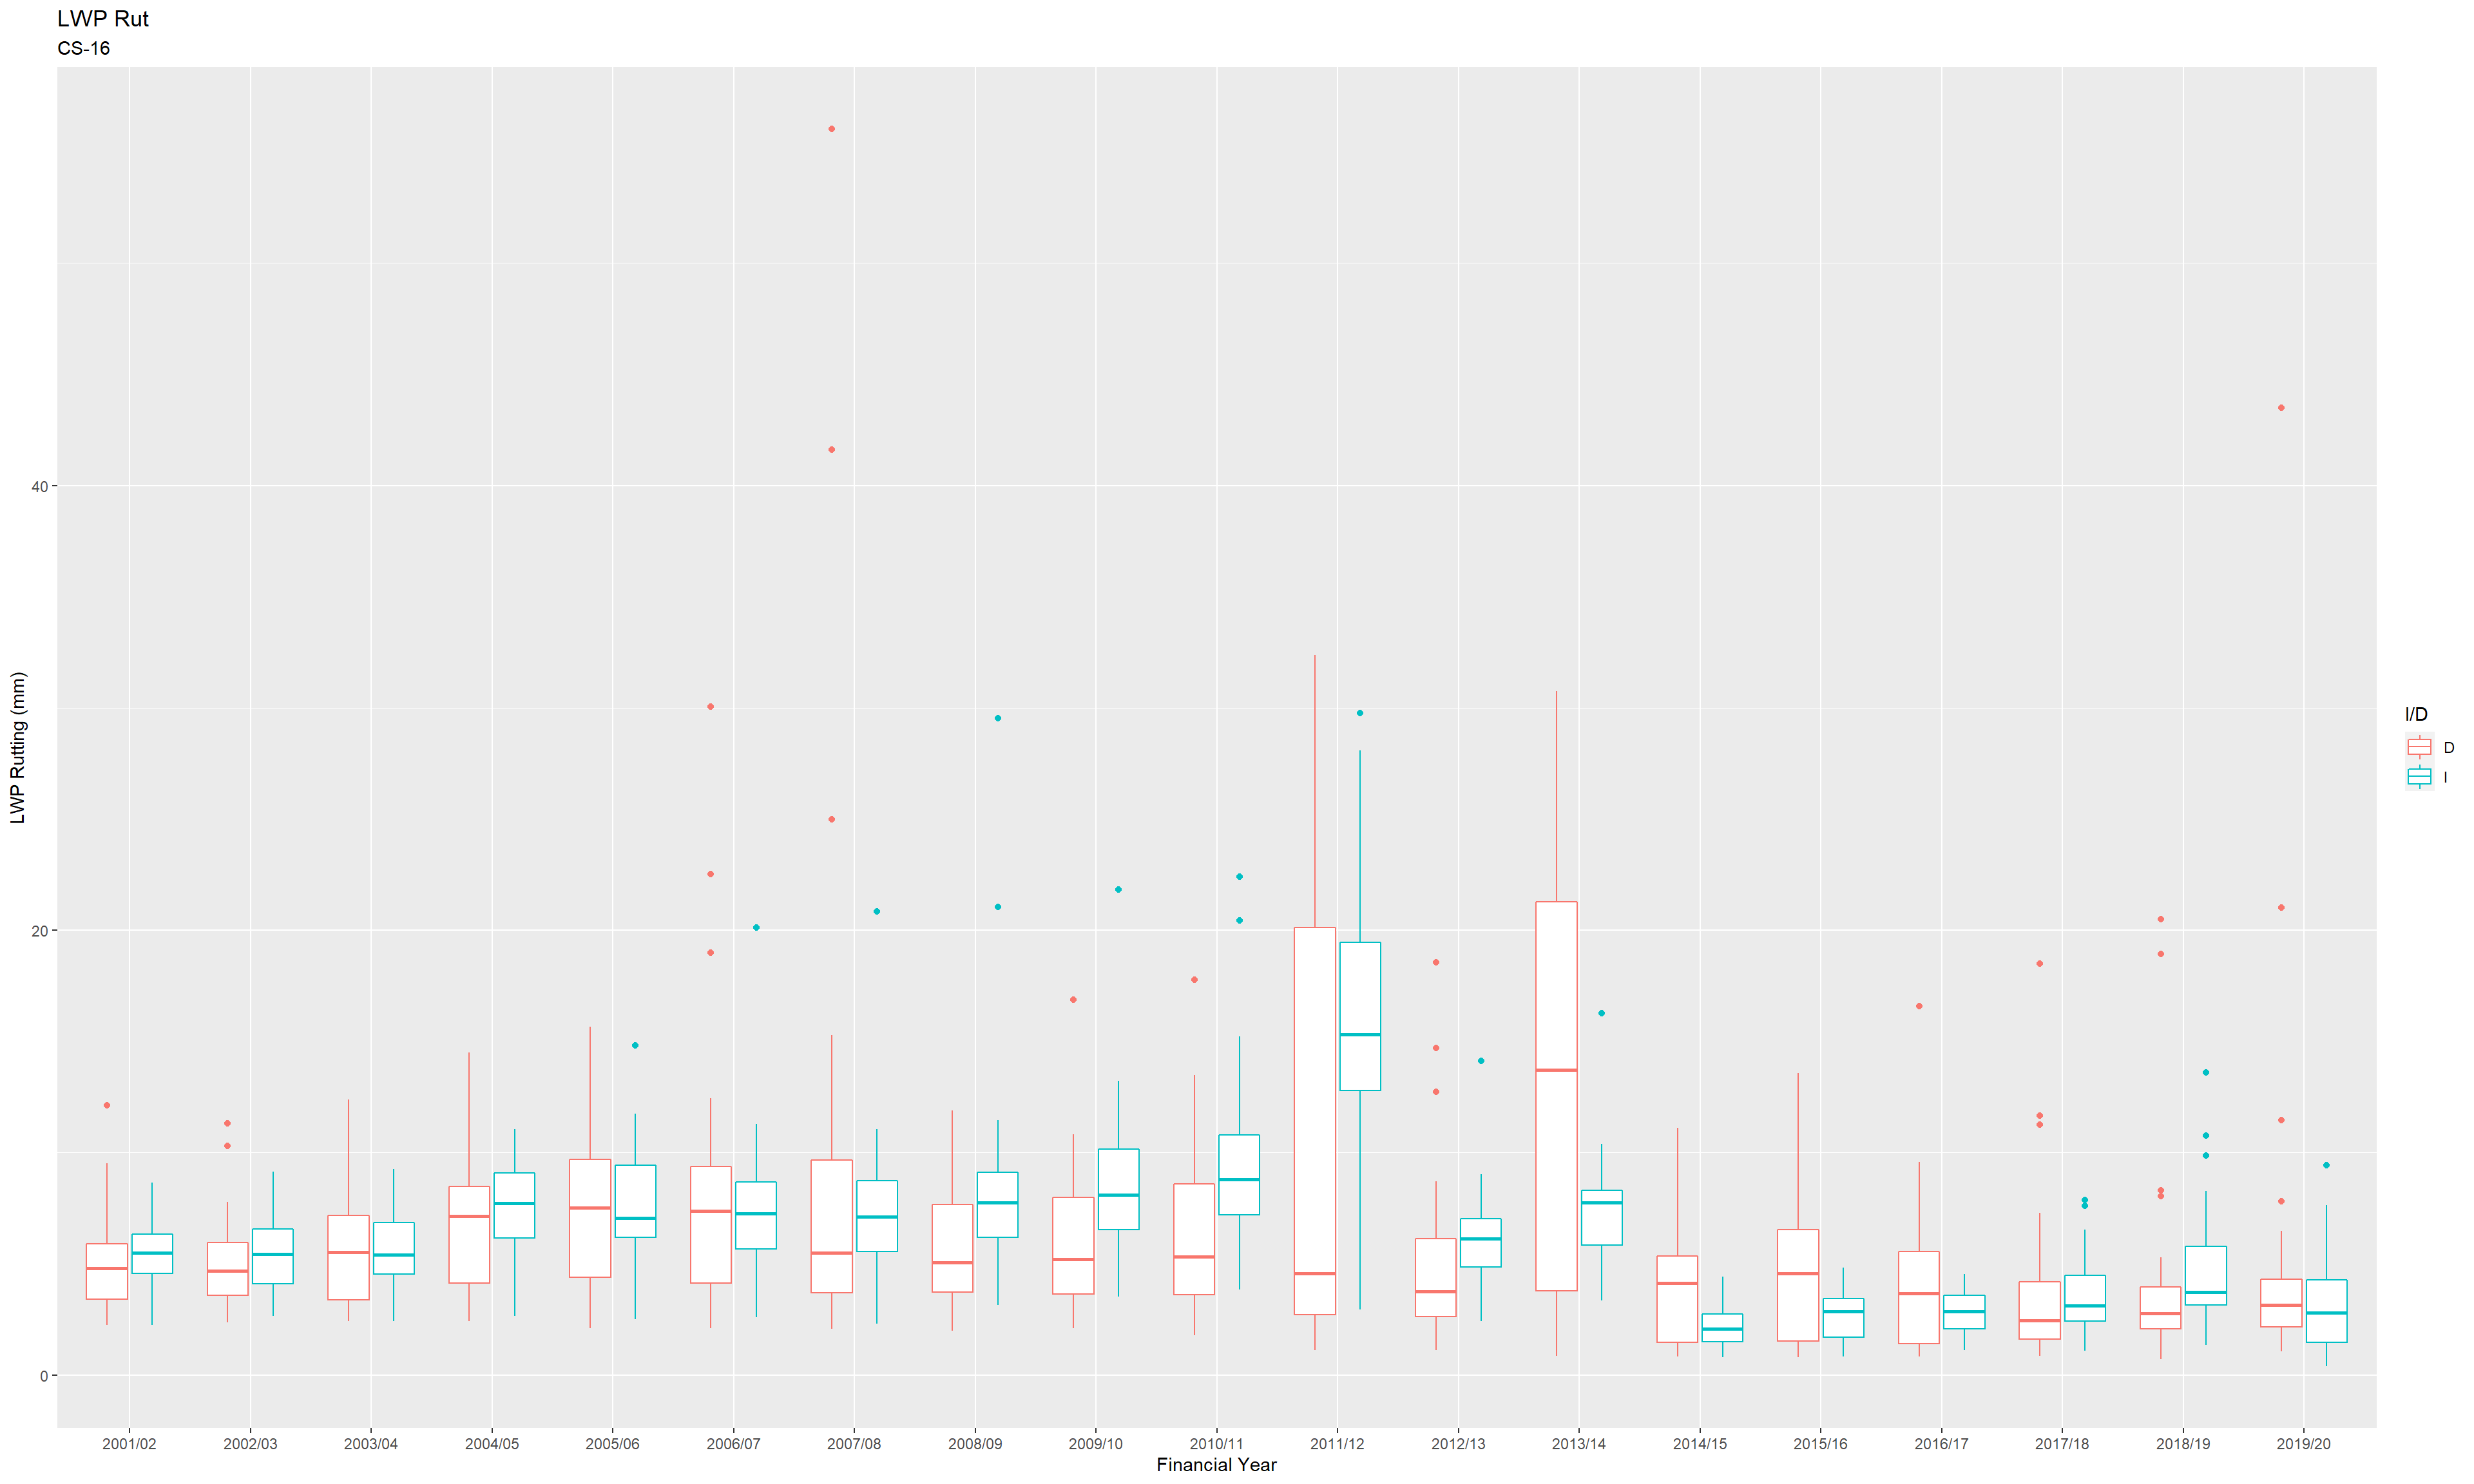 LWP Rut
CS-16
LWP Rutting (mm)
40
20
0
2001/02 2002/03 2003/04 2004/05 2005/06 2006/07 2007/08 2008/09 2009/10 2010/11 2011/12 2012/13 2013/14 2014/15 2015/16 2016/17 2017/18 2018/19 2019/20
Financial Year
I/D
D
I